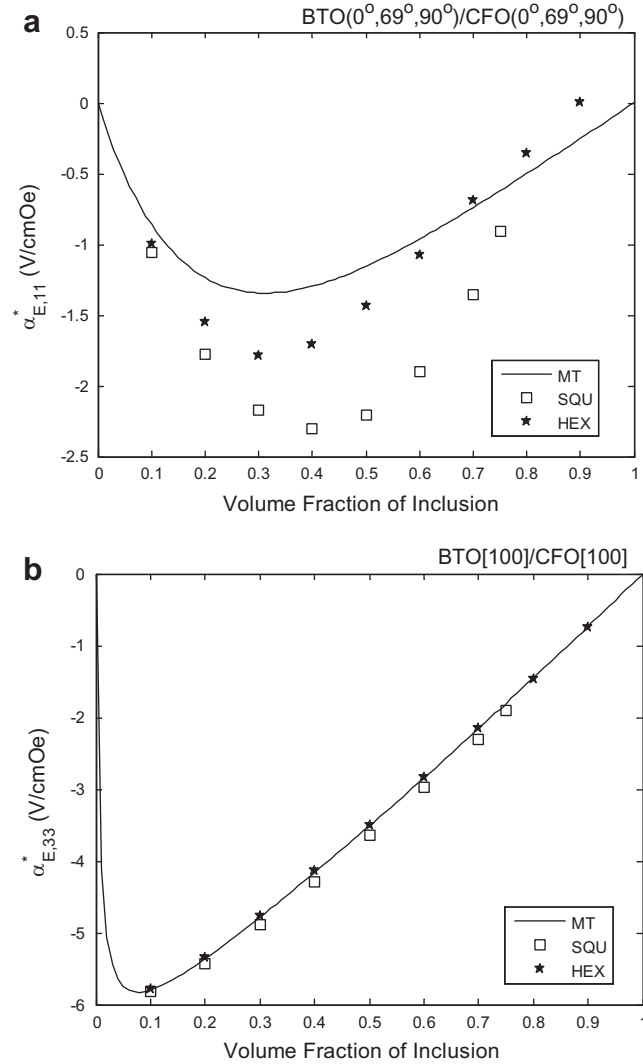 a
BTO(0°,69°,90°)/CFO(0°,69°,90°)
0.5
0
-0.5
-1
-1.5
-2
-2.5
α*E,11 (V/cmOe)
0 0.1 0.2 0.3 0.4 0.5 0.6 0.7 0.8 0.9 1
Volume Fraction of Inclusion
MT
SQU
HEX
b
BTO[100]/CFO[100]
0
-1
-2
-3
-4
-5
-6
α*E,33 (V/cmOe)
0 0.1 0.2 0.3 0.4 0.5 0.6 0.7 0.8 0.9 1
Volume Fraction of Inclusion
MT
SQU
HEX